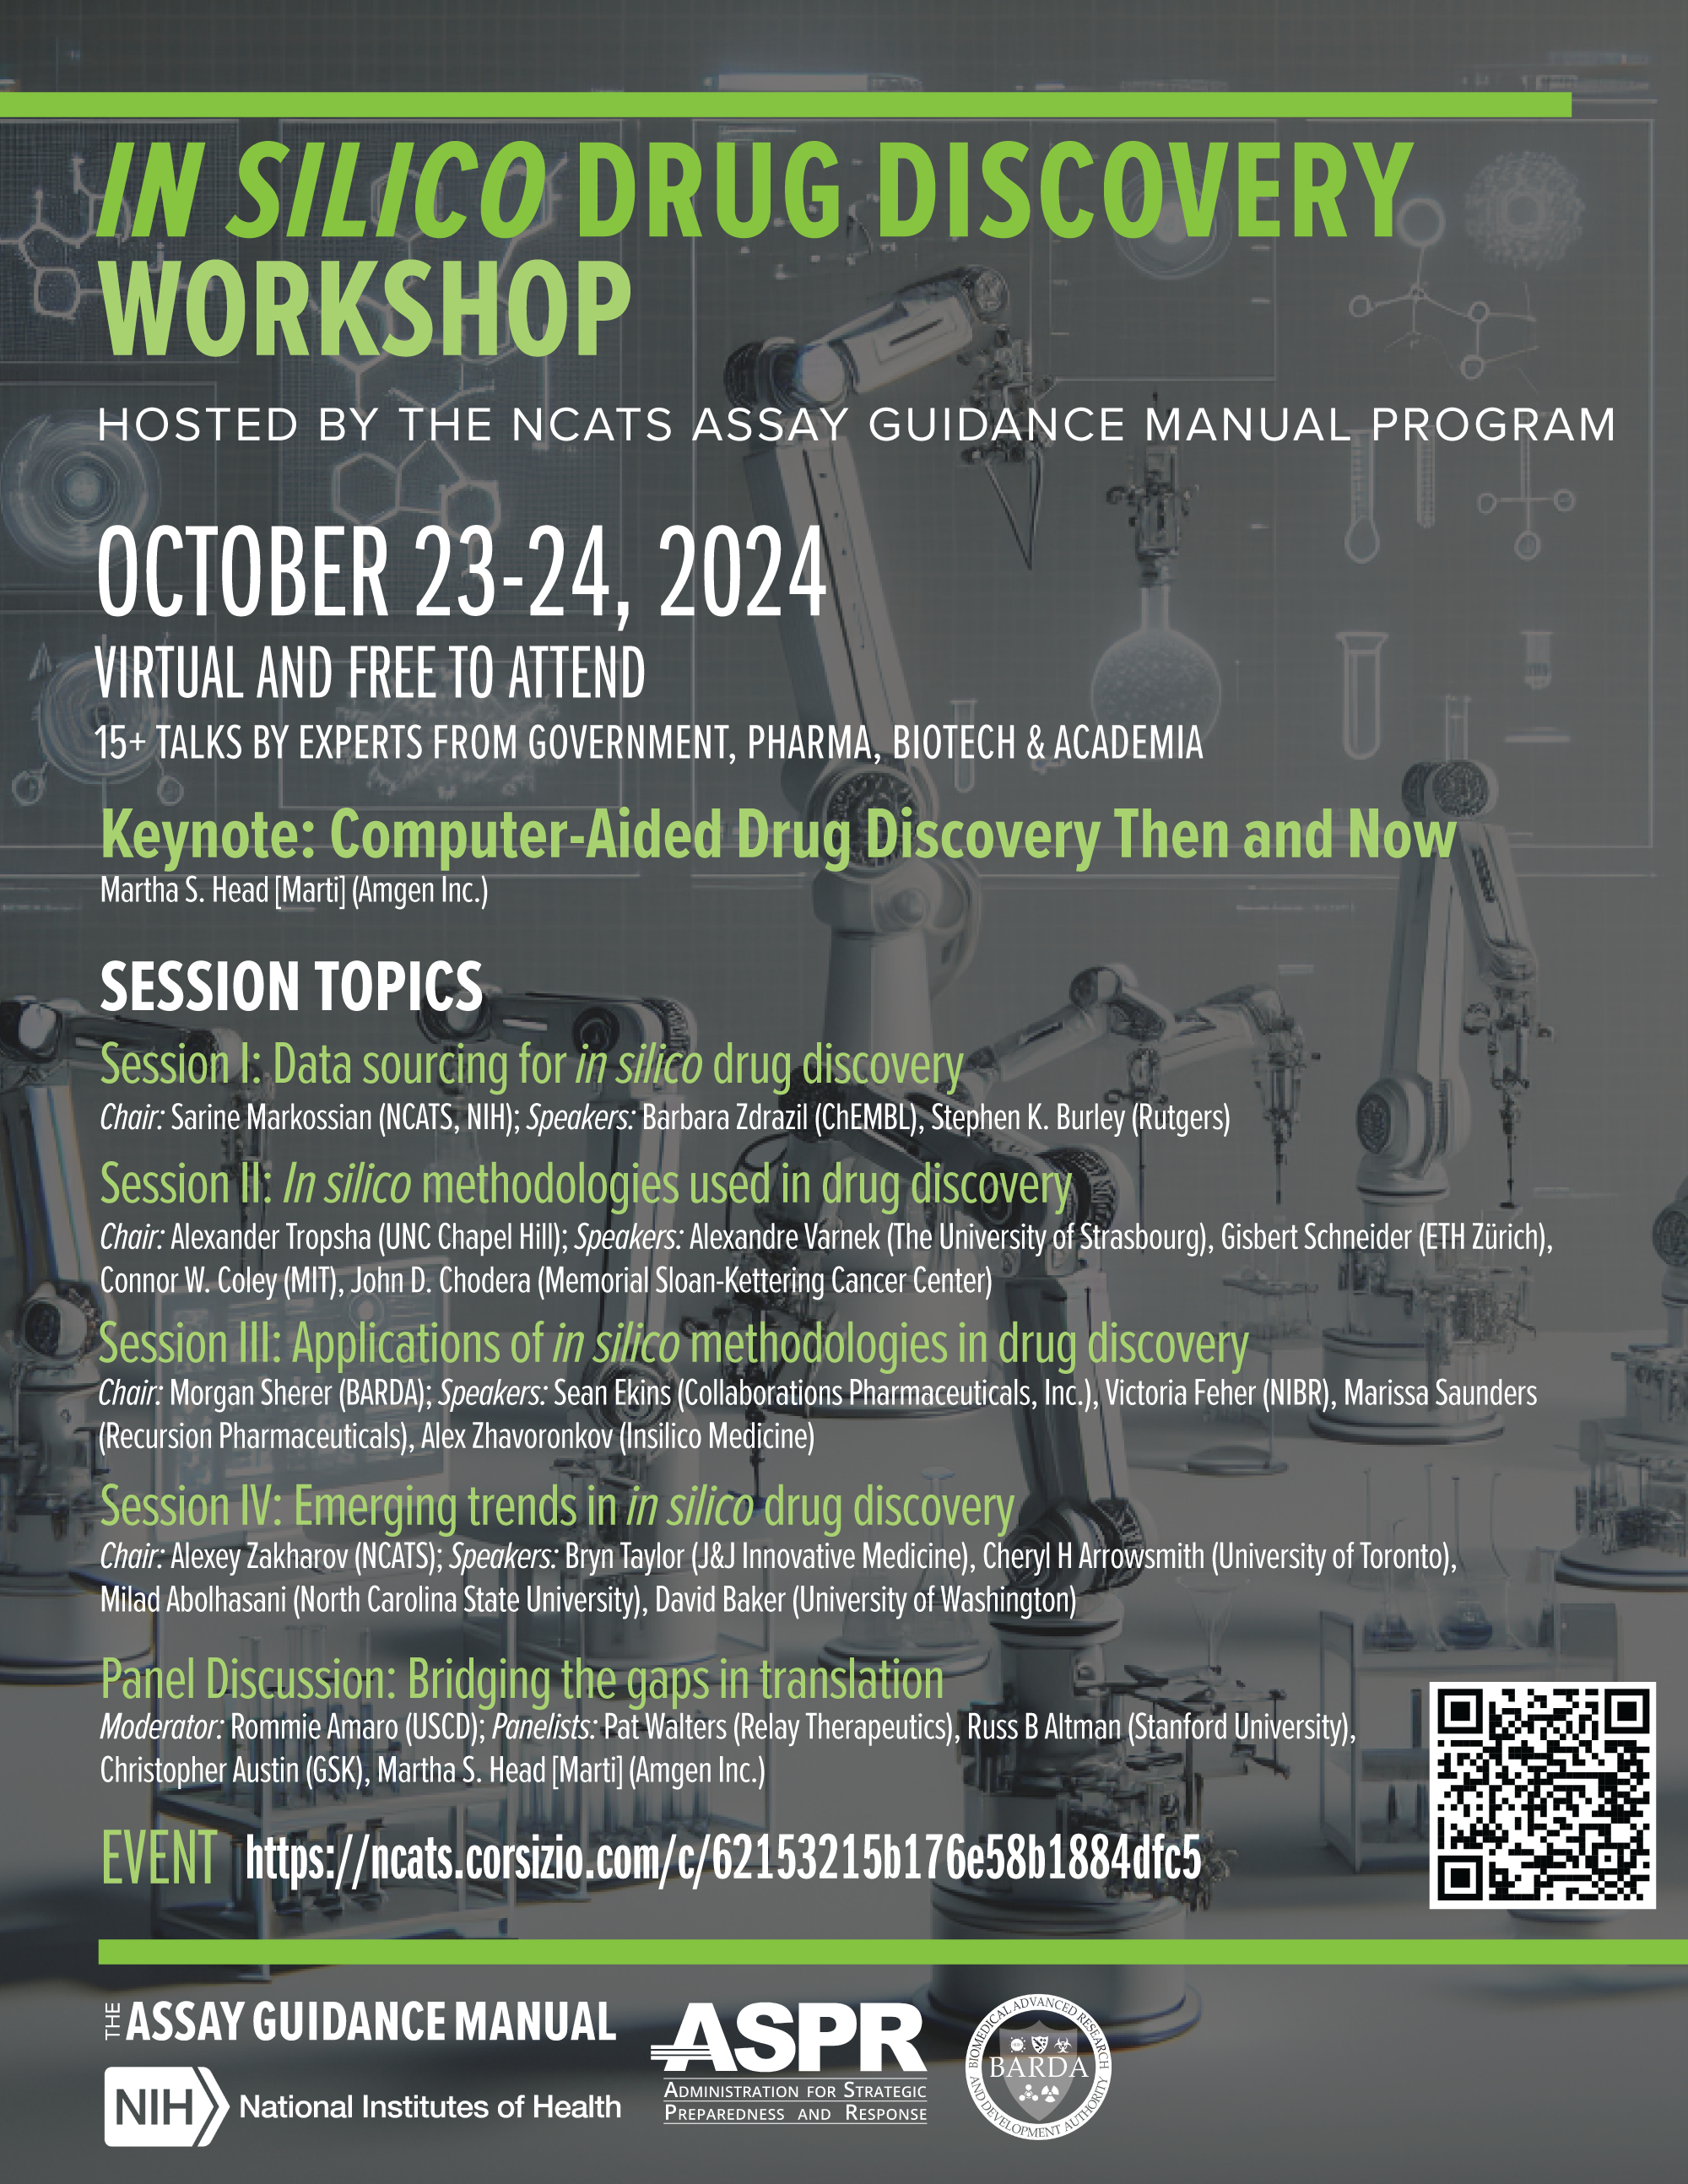 IN SILICO DRUG DISCOVERY
WORKSHOP
HOSTED BY THE NCATS ASSAY GUIDANCE MANUAL PROGRAM
OCTOBER 23-24, 2024
VIRTUAL AND FREE TO ATTEND
15+ TALKS BY EXPERTS FROM GOVERNMENT, PHARMA, BIOTECH & ACADEMIA
Keynote: Computer-Aided Drug Discovery Then and Now
Martha S. Head [Marti] (Amgen Inc.)
SESSION TOPICS
Session I: Data sourcing for in silico drug discovery
Chair: Sarine Markossian (NCATS, NIH); Speakers: Barbara Zdrazil (ChEMBL), Stephen K. Burley (Rutgers)
Session II: In silico methodologies used in drug discovery
Chair: Alexander Tropsha (UNC Chapel Hill); Speakers: Alexandre Varnek (The University of Strasbourg), Gisbert Schneider (ETH Zürich),
Connor W. Coley (MIT), John D. Chodera (Memorial Sloan-Kettering Cancer Center)
Session III: Applications of in silico methodologies in drug discovery
Chair: Morgan Sherer (BARDA); Speakers: Sean Ekins (Collaborations Pharmaceuticals, Inc.), Victoria Feher (NIBR), Marissa Saunders
(Recursion Pharmaceuticals), Alex Zhavoronkov (Insilico Medicine)
Session IV: Emerging trends in in silico drug discovery
Chair: Alexey Zakharov (NCATS); Speakers: Bryn Taylor (J&J Innovative Medicine), Cheryl H Arrowsmith (University of Toronto),
Milad Abolhasani (North Carolina State University), David Baker (University of Washington)
Panel Discussion: Bridging the gaps in translation
Moderator: Rommie Amaro (USCD); Panelists: Pat Walters (Relay Therapeutics), Russ B Altman (Stanford University),
Christopher Austin (GSK), Martha S. Head [Marti] (Amgen Inc.)
EVENT https://ncats.corsizio.com/c/62153215b176e58b1884dfc5
THE ASSAY GUIDANCE MANUAL
NIH National Institutes of Health
ASPR
ADMINISTRATION FOR STRATEGIC
PREPAREDNESS AND RESPONSE
BIOMEDICAL ADVANCED RESEARCH
BARDA
AND DEVELOPMENT AUTHORITY